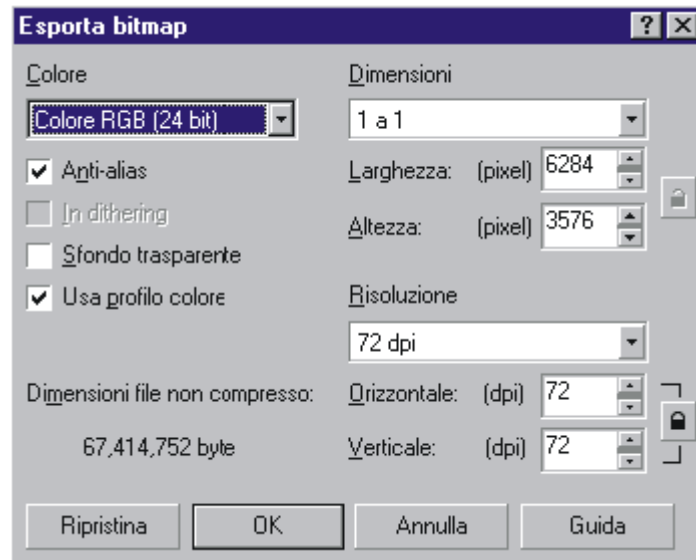 Esporta bitmap
Colore
Colore RGB (24 bit)
Anti-alias
In dithering
Sfondo trasparente
Usa profilo colore
Dimensioni file non compresso:
67,414,752 byte
Dimensioni
1 a 1
Larghezza: (pixel) 6284
Altezza: (pixel) 3576
Risoluzione
72 dpi
Orizzontale: (dpi) 72
Verticale: (dpi) 72
Ripristina
OK
Annulla
Guida